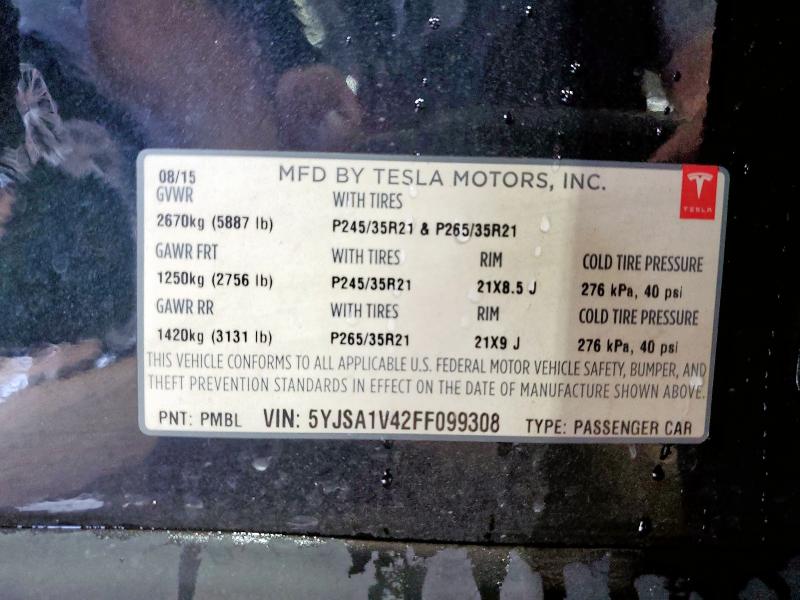 08/15 MFD BY TESLA MOTORS, INC.
TESLA
GVWR WITH TIRES
2670kg (5887 lb) P245/35R21 & P265/35R21
GAWR FRT WITH TIRES RIM COLD TIRE PRESSURE
1250kg (2756 lb) P245/35R21 21X8.5 J 276 kPa, 40 psi
GAWR RR WITH TIRES RIM COLD TIRE PRESSURE
1420kg (3131 lb) P265/35R21 21X9 J 276 kPa, 40 psi
THIS VEHICLE CONFORMS TO ALL APPLICABLE U.S. FEDERAL MOTOR VEHICLE SAFETY, BUMPER, AND
THEFT PREVENTION STANDARDS IN EFFECT ON THE DATE OF MANUFACTURE SHOWN ABOVE.
PNT: PMBL VIN: 5YJSA1V42FF099308 TYPE: PASSENGER CAR